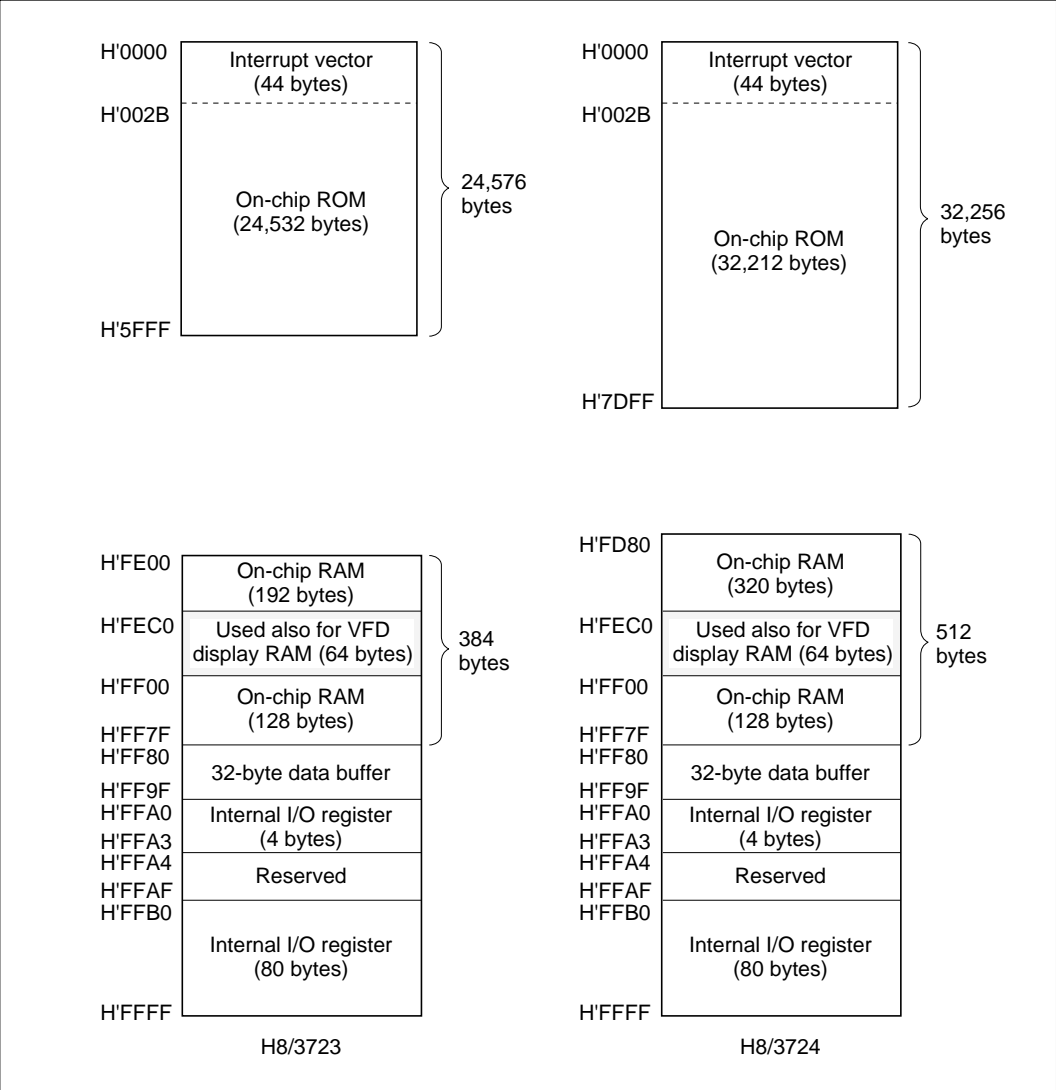 H'0000
Interrupt vector
(44 bytes)
H'002B
On-chip ROM
(24,532 bytes)
24,576
bytes
H'5FFF
H'0000
Interrupt vector
(44 bytes)
H'002B
On-chip ROM
(32,212 bytes)
32,256
bytes
H'7DFF
H'FE00
On-chip RAM
(192 bytes)
H'FEC0
Used also for VFD
display RAM (64 bytes)
384
bytes
H'FF00
On-chip RAM
(128 bytes)
H'FF7F
H'FF80
32-byte data buffer
H'FF9F
H'FFA0
Internal I/O register
(4 bytes)
H'FFA3
H'FFA4
Reserved
H'FFAF
H'FFB0
Internal I/O register
(80 bytes)
H'FFFF
H8/3723
H'FD80
On-chip RAM
(320 bytes)
H'FEC0
Used also for VFD
display RAM (64 bytes)
512
bytes
H'FF00
On-chip RAM
(128 bytes)
H'FF7F
H'FF80
32-byte data buffer
H'FF9F
H'FFA0
Internal I/O register
(4 bytes)
H'FFA3
H'FFA4
Reserved
H'FFAF
H'FFB0
Internal I/O register
(80 bytes)
H'FFFF
H8/3724